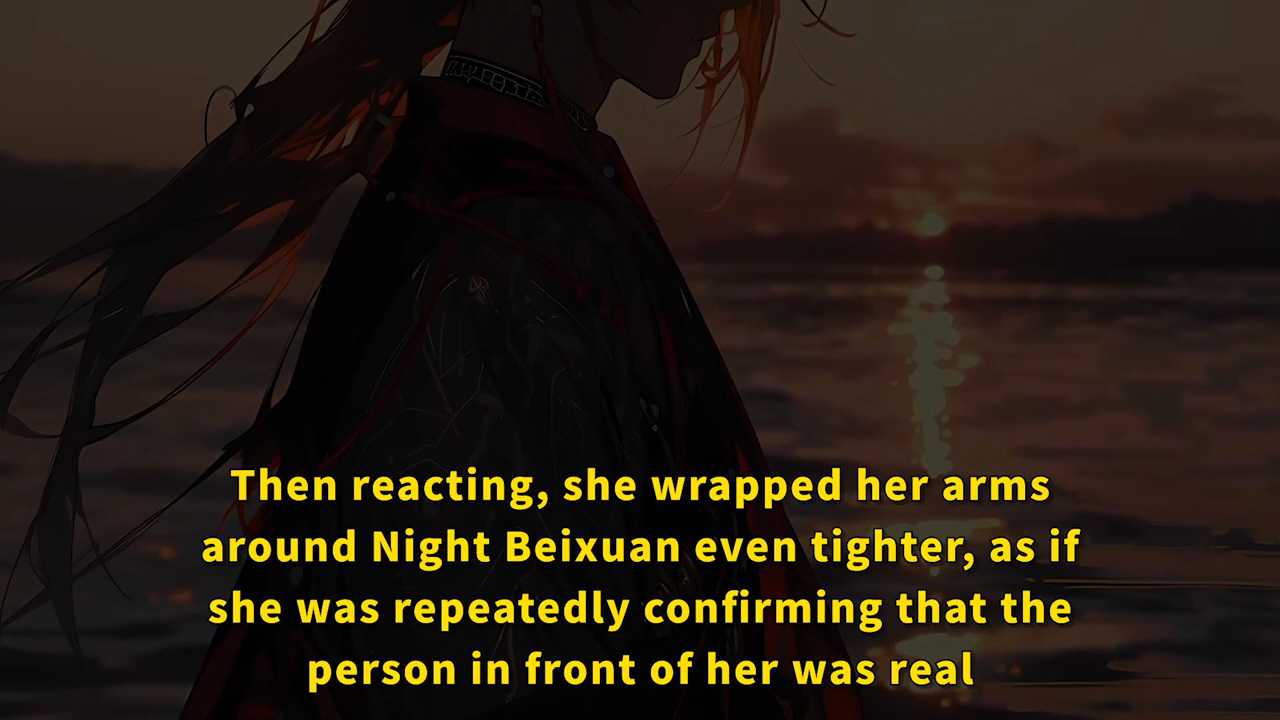 Then reacting, she wrapped her arms
around Night Beixuan even tighter, as if
she was repeatedly confirming that the
person in front of her was real